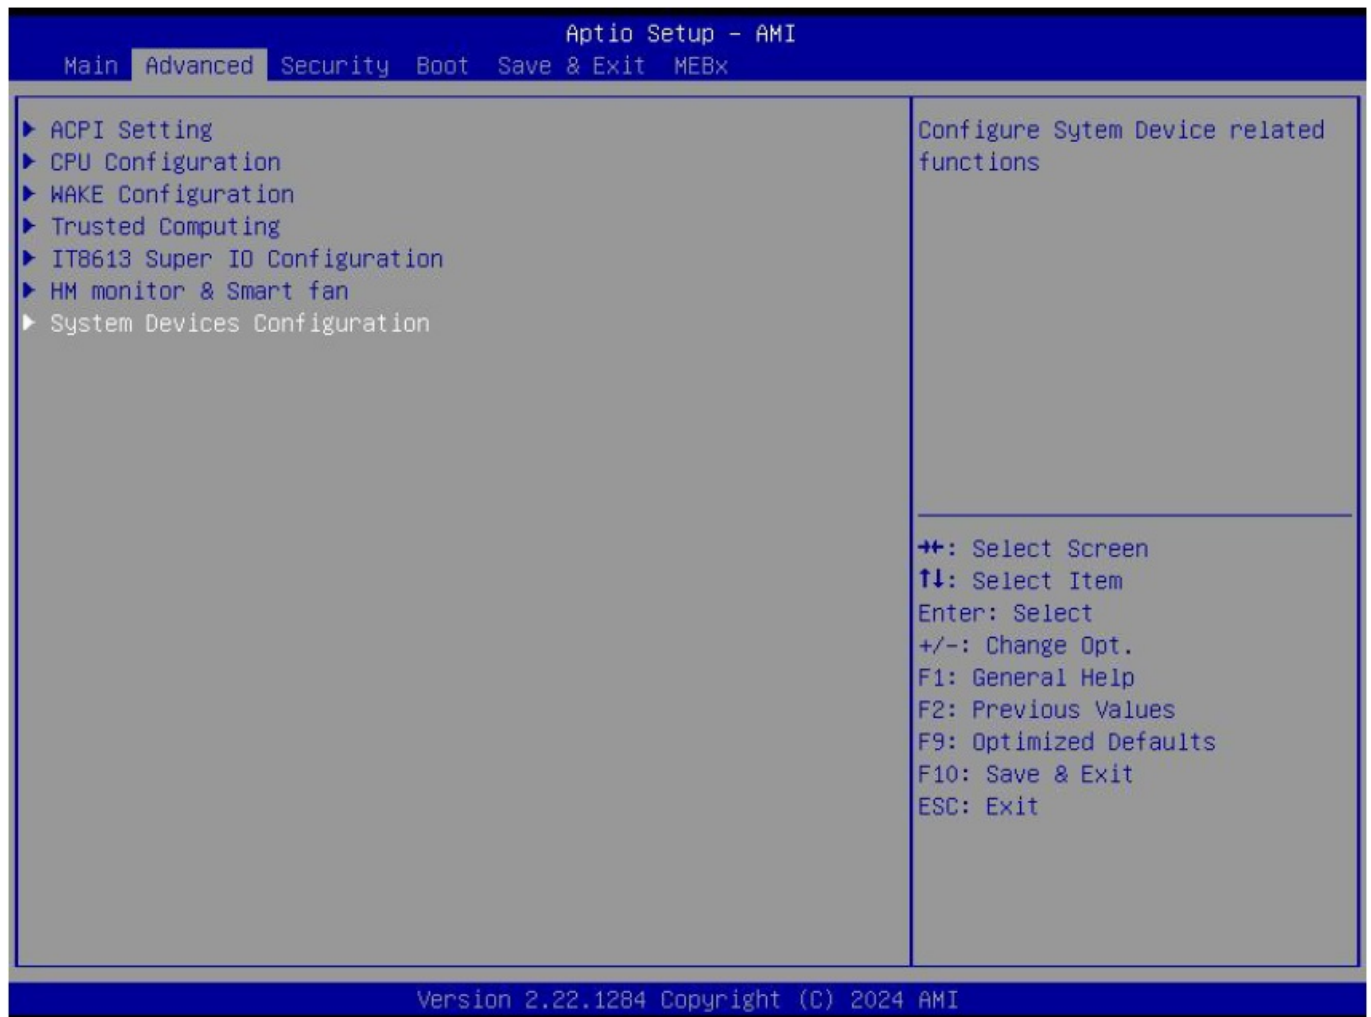 Aptio Setup – AMI
Main Advanced Security Boot Save & Exit MEBx
ACPI Setting
CPU Configuration
WAKE Configuration
Trusted Computing
IT8613 Super IO Configuration
HM monitor & Smart fan
System Devices Configuration
Configure Sytem Device related
functions
→←: Select Screen
↑↓: Select Item
Enter: Select
+/-: Change Opt.
F1: General Help
F2: Previous Values
F9: Optimized Defaults
F10: Save & Exit
ESC: Exit
Version 2.22.1284 Copyright (C) 2024 AMI